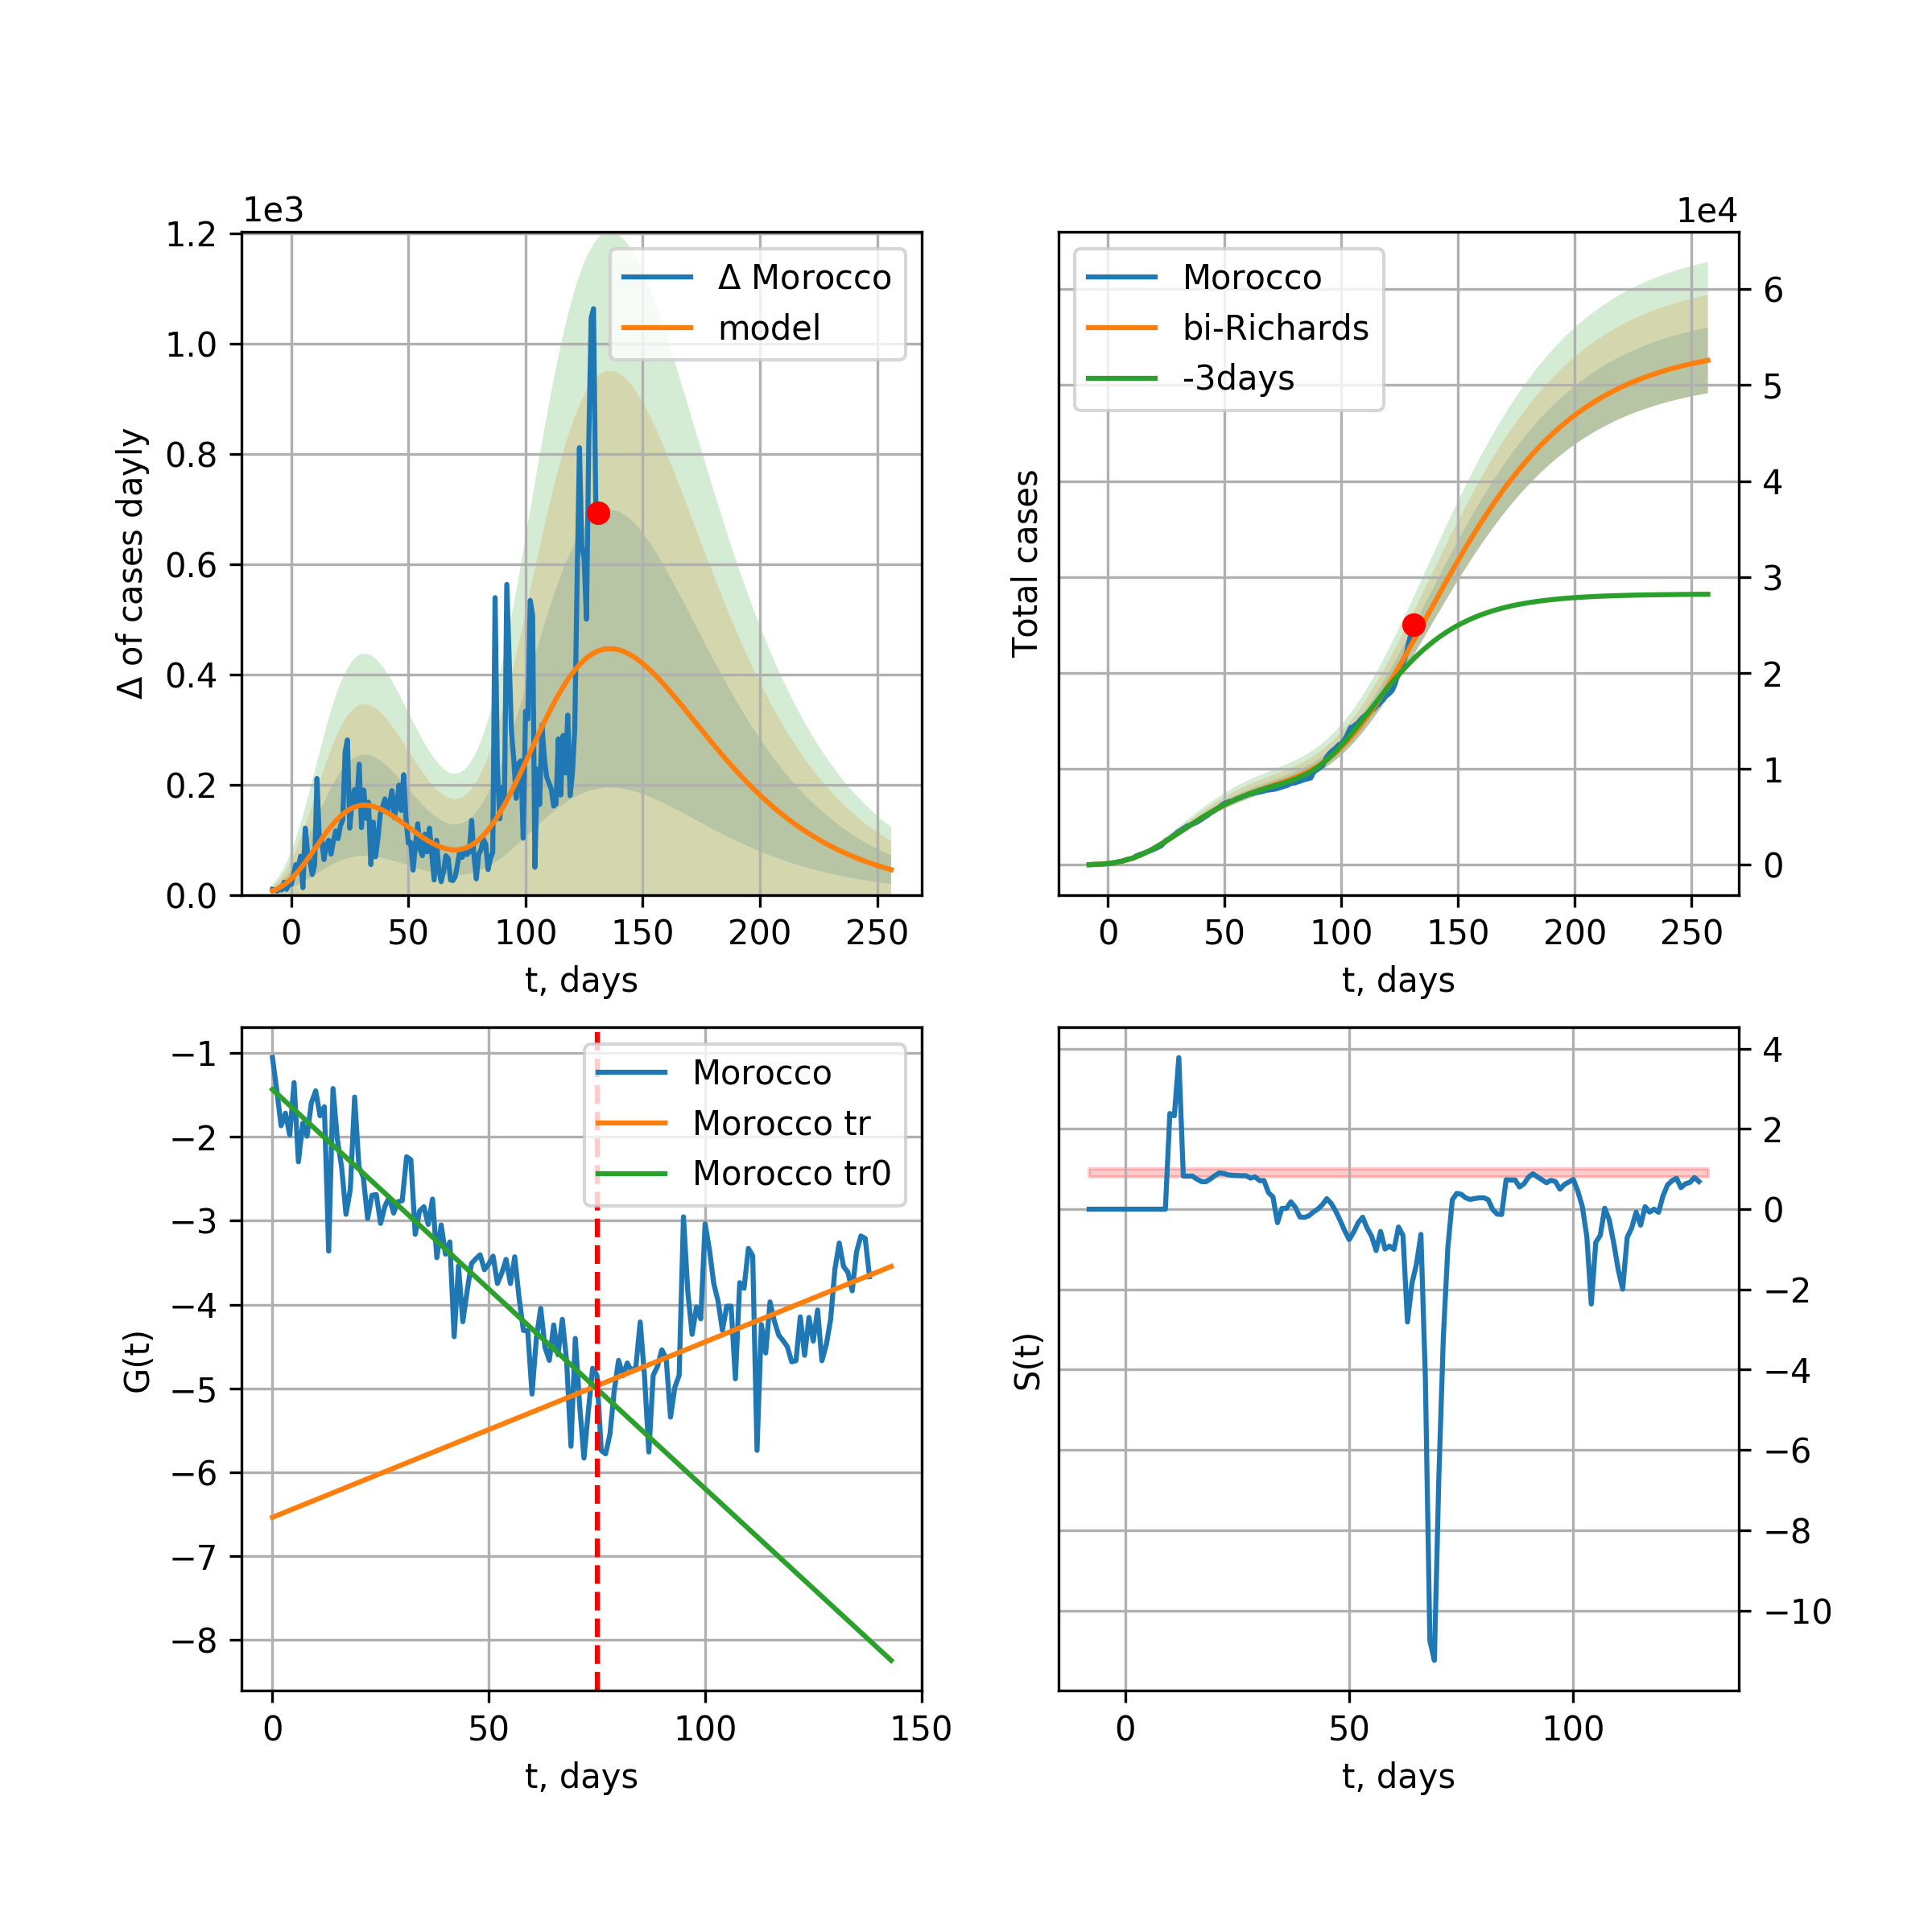 1e3
1.2
1.0
0.8
0.6
0.4
0.2
0.0
Δ of cases dayly
Δ Morocco
model
0 50 100 150 200 250
t, days
1e4
6
5
4
3
2
1
0
Total cases
Morocco
bi-Richards
-3days
0 50 100 150 200 250
t, days
−1
−2
−3
−4
−5
−6
−7
−8
G(t)
Morocco
Morocco tr
Morocco tr0
0 50 100 150
t, days
4
2
0
−2
−4
−6
−8
−10
S(t)
0 50 100
t, days